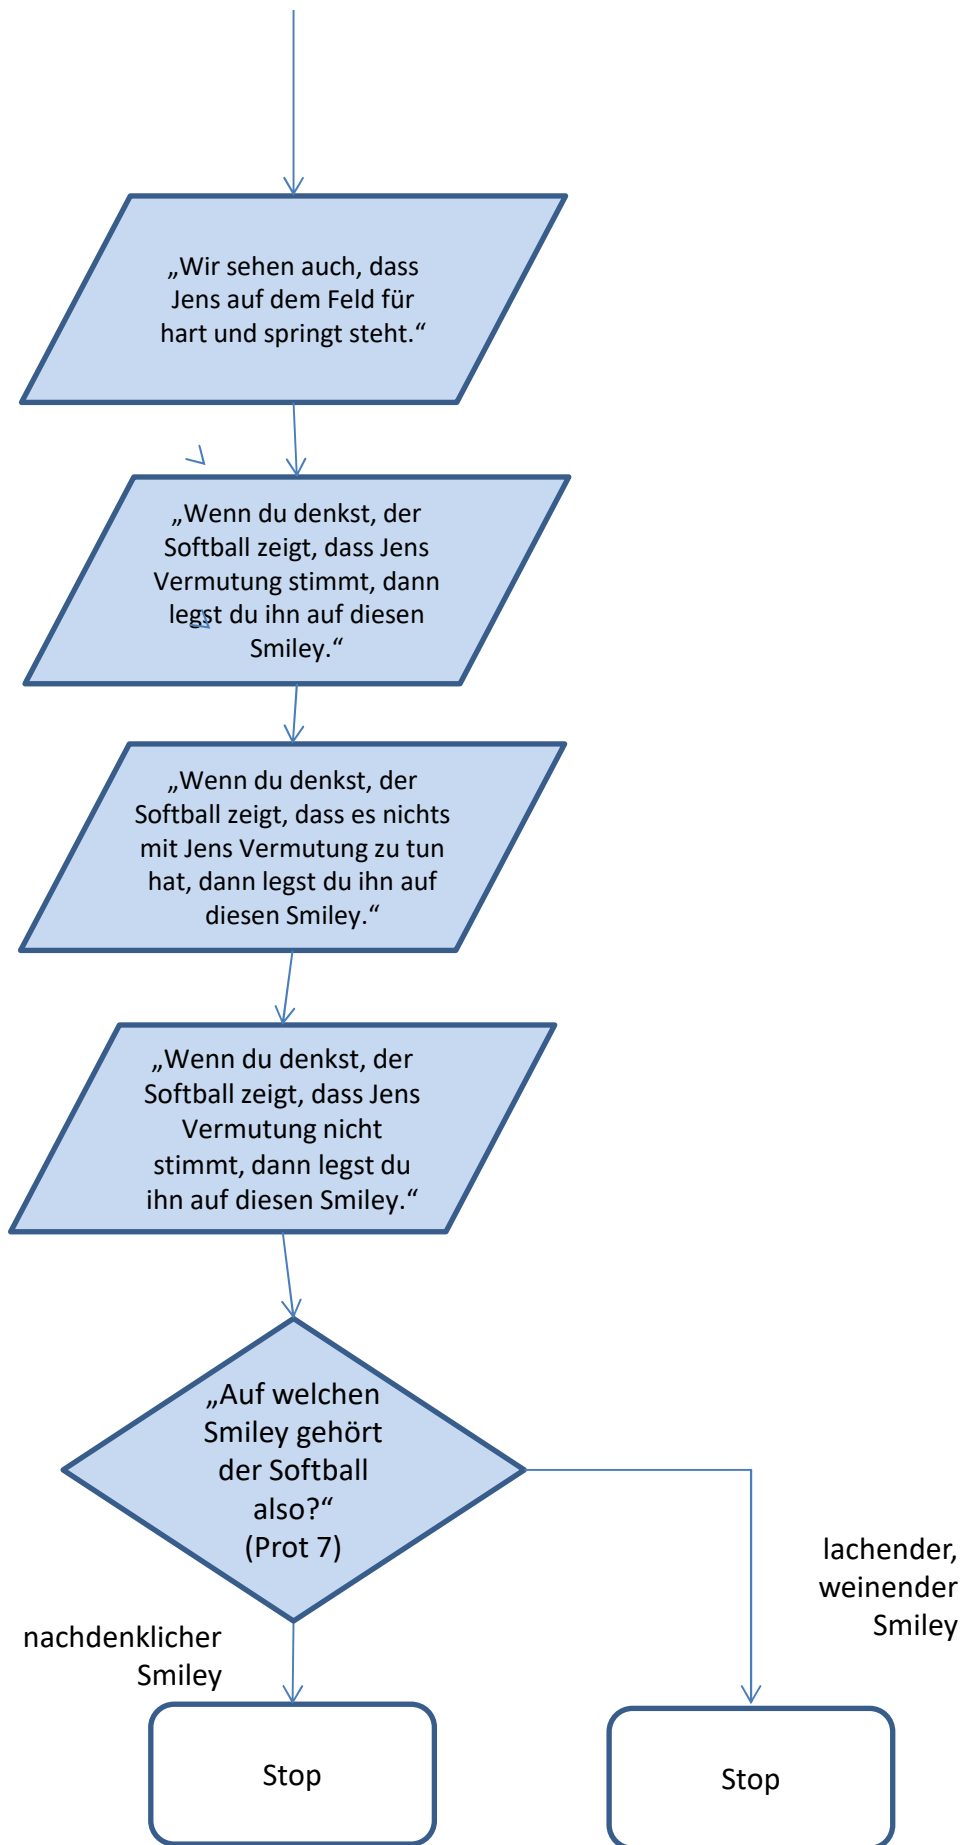 „Wir sehen auch, dass
Jens auf dem Feld für
hart und springt steht.“
„Wenn du denkst, der
Softball zeigt, dass Jens
Vermutung stimmt, dann
legst du ihn auf diesen
Smiley.“
„Wenn du denkst, der
Softball zeigt, dass es nichts
mit Jens Vermutung zu tun
hat, dann legst du ihn auf
diesen Smiley.“
„Wenn du denkst, der
Softball zeigt, dass Jens
Vermutung nicht
stimmt, dann legst du
ihn auf diesen Smiley.“
„Auf welchen
Smiley gehört
der Softball
also?“
(Prot 7)
lachender,
weinender
Smiley
nachdenklicher
Smiley
Stop
Stop